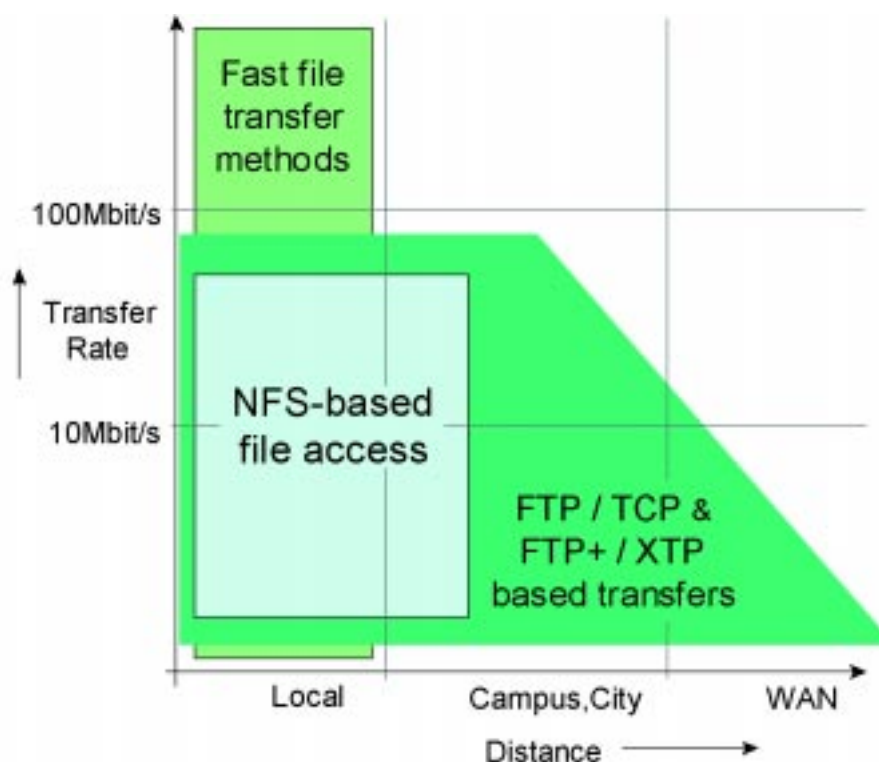 Fast file
transfer
methods
100Mbit/s
Transfer
Rate
NFS-based
file access
10Mbit/s
FTP / TCP &
FTP+ / XTP
based transfers
Local
Campus,City
WAN
Distance